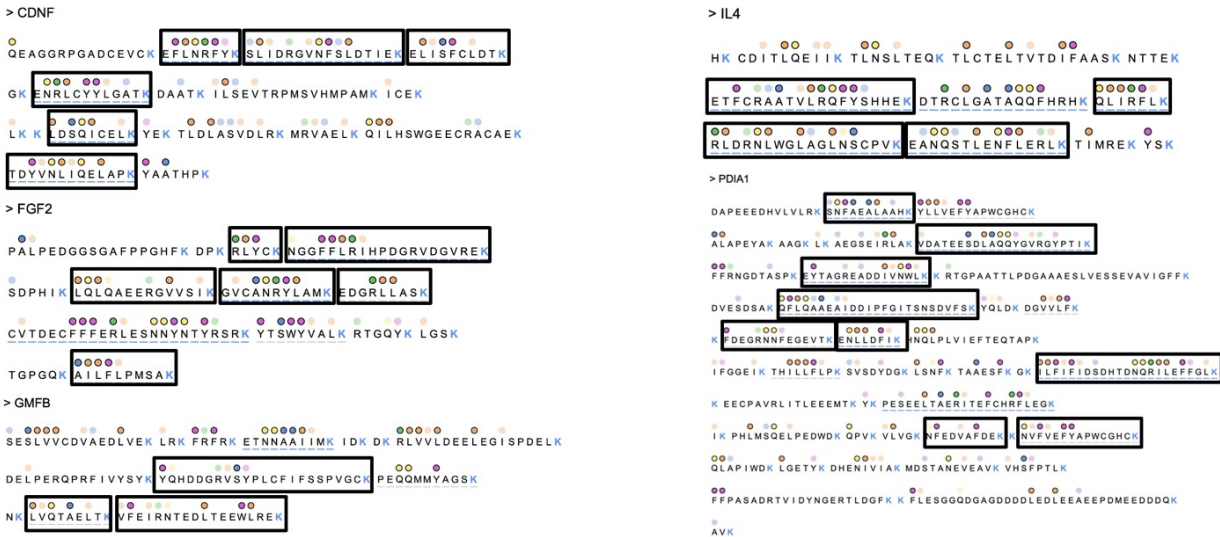 > CDNF
QEAGGRPGADCEVCK EFLNRFYK SLIDRGVNFSLDTIEK ELISFCLDTK
GK ENRLCYYLGATK DAATK ILSEVTRPMSVHMPAMK ICEK
LK K LDSQICELK YEK TLDLASVDLRK MRVAELK QILHSWGEECRACAEK
TDYVNLIQELAPK YAATHPK
> FGF2
PALPEDGGSGAFPPGHFK DPK RLYCK NGGFFLRIHPDGRVDGVREK
SDPHIK LQLQAEERGVVSIK GVCANRYLAMK EDGRLLASK
CVTDECFFFERLESNNYNTYRSRK YTSWYVALK RTGQYK LGSK
TGPGQK AILFLPMSAK
> GMFB
SESLVVCDVAEDLVEK LRK FRFRK ETNNAAIIMK IDK DK RLVVLDEELEGISPDELK
DELPERQPRFIVYSYK YQHDDGRVSYPLCFIFSSPVGCK PEQQMMYAGSK
NK LVQTAELTK VFEIRNTEDLTEEWLREK
> IL4
HK CDITLQEIIK TLNSLTEQK TLCTELTVTDIFAASK NTTEK
ETFCRAATVLRQFYSHHEK DTRCLGATAQQFHRHK QLIRFLK
RLDRNLWGLAGLNSCPVK EANQSTLENFLERLK TIMREK YSK
> PDIA1
DAPEEEDHVLVLRK SNFAEALAAHK YLLVEFYAPWCGHCK
ALAPEYAK AAGK LK AEGSEIRLAK VDATEESDLAQQYGVRGYPTIK
FFRNGDTASPK EYTAGREADDIVNWLK K RTGPAATTLPDGAAAESLVESSEVAVIGFFK
DVESDSAK QFLQAAEAIDDIPFGITSNSDVFSK YQLDK DGVVLFK
K FDEGRNNFEGEVTK ENLLDFIK HNQLPLVIEFTEQTAPK
IFGGEIK THILLFLPK SVSDYDGK LSNFK TAAESFK GK ILFIFIDSDHTDNQRILEFFGLK
K EECPAVRLITLEEEMTK YK PESEELTAERITEFCHRFLEGK
IK PHLMSQELPEDWDK QPVK VLVGK NFEDVAFDEK K NVFVEFYAPWCGHCK
QLAPIWDK LGETYK DHENIVIAK MDSTANEVEAVK VHSFPTLK
FFPASADRTVIDYNGERTLDGFK K FLESGGQDGAGDDDDLEDLEEAEEPDMEEDDDQK
AVK